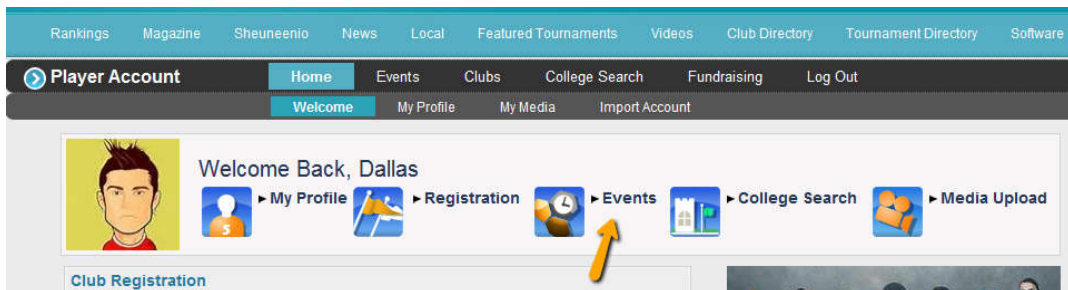 Rankings Magazine Sheuneenio News Local Featured Tournaments Videos Club Directory Tournament Directory Software
Player Account Home Events Clubs College Search Fundraising Log Out
Welcome My Profile My Media Import Account
Welcome Back, Dallas
My Profile Registration Events College Search Media Upload
5
Club Registration